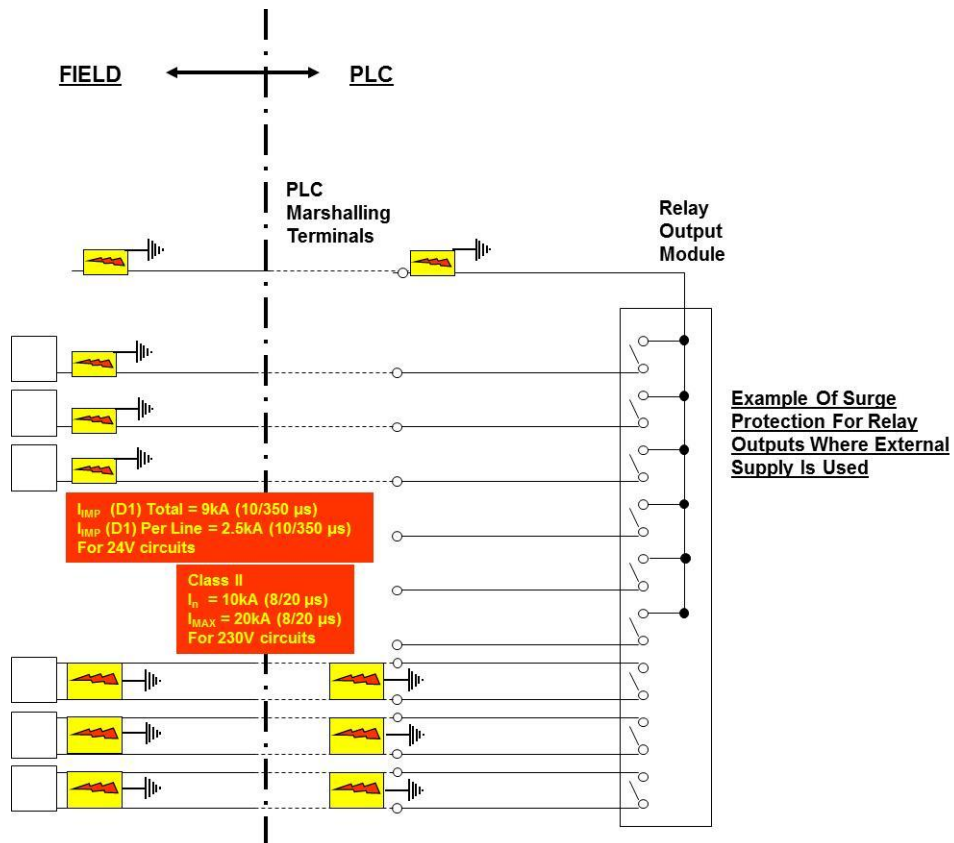 FIELD
PLC
PLC
Marshalling
Terminals
Relay
Output
Module
Example Of Surge
Protection For Relay
Outputs Where External
Supply Is Used
IIMP (D1) Total = 9kA (10/350 µs)
IIMP (D1) Per Line = 2.5kA (10/350 µs)
For 24V circuits
Class II
In = 10kA (8/20 µs)
IMAX = 20kA (8/20 µs)
For 230V circuits